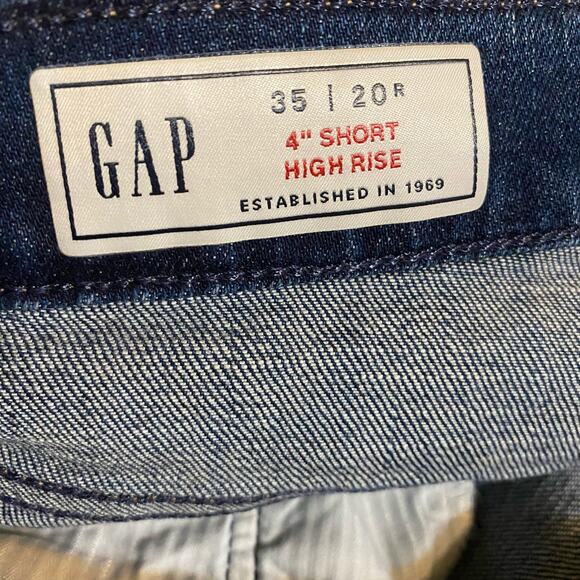 GAP
35 | 20R
4" SHORT
HIGH RISE
ESTABLISHED IN 1969